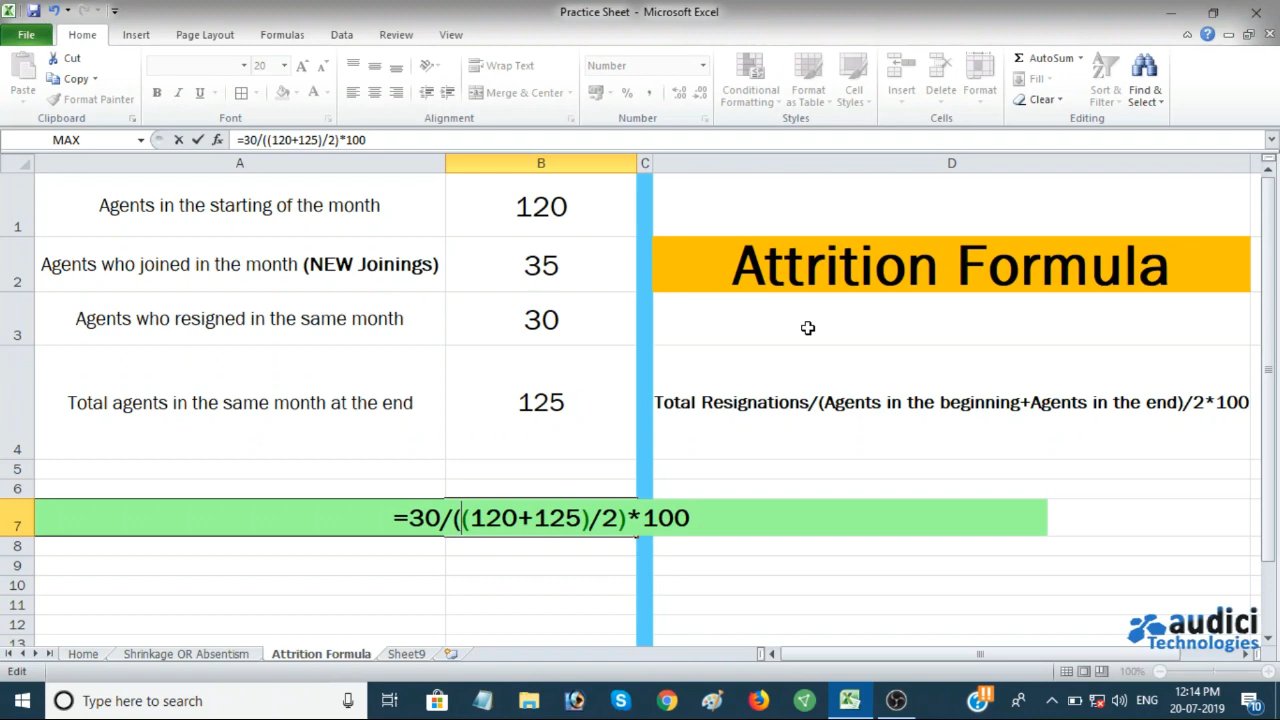 Practice Sheet - Microsoft Excel
File Home Insert Page Layout Formulas Data Review View
Cut
Copy
Format Painter
Paste
Clipboard
20
B I U A
Font
Wrap Text
Merge & Center
Alignment
Number
%
Number
Conditional Formatting
Format as Table
Cell Styles
Styles
Insert
Delete
Format
Cells
AutoSum
Fill
Clear
Sort & Filter
Find & Select
Editing
MAX fx =30/((120+125)/2)*100
A B C D
1 Agents in the starting of the month 120
2 Agents who joined in the month (NEW Joinings) 35 Attrition Formula
3 Agents who resigned in the same month 30
4 Total agents in the same month at the end 125 Total Resignations/(Agents in the beginning+Agents in the end)/2*100
5
6
7 =30/((120+125)/2)*100
8
9
10
11
12
13
audici
Technologies
Home Shrinkage OR Absentism Attrition Formula Sheet9
Edit 100%
Type here to search
ENG
12:14 PM
20-07-2019
10